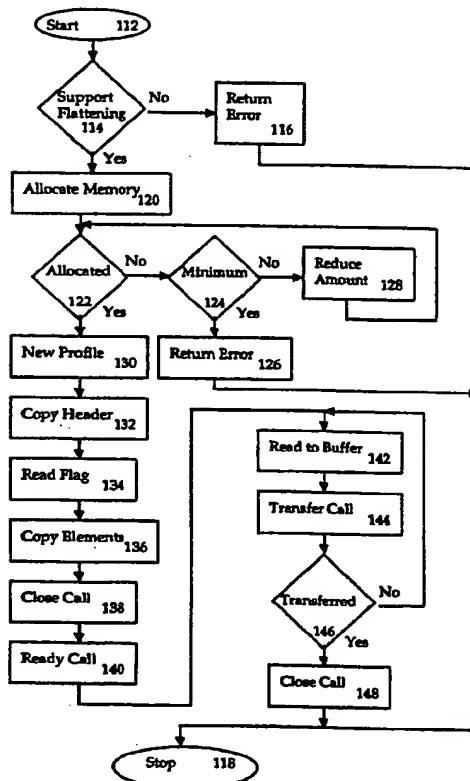 Start 112
Support
Flattening
114
No
Return
Error
116
Yes
Allocate Memory
120
Allocated
122
No
Minimum
124
No
Reduce
Amount
128
Yes
Yes
New Profile
130
Return Error
126
Copy Header
132
Read to Buffer
142
Read Flag
134
Transfer Call
144
Copy Elements
136
Close Call
138
Transferred
146
No
Yes
Ready Call
140
Close Call
148
Stop 118